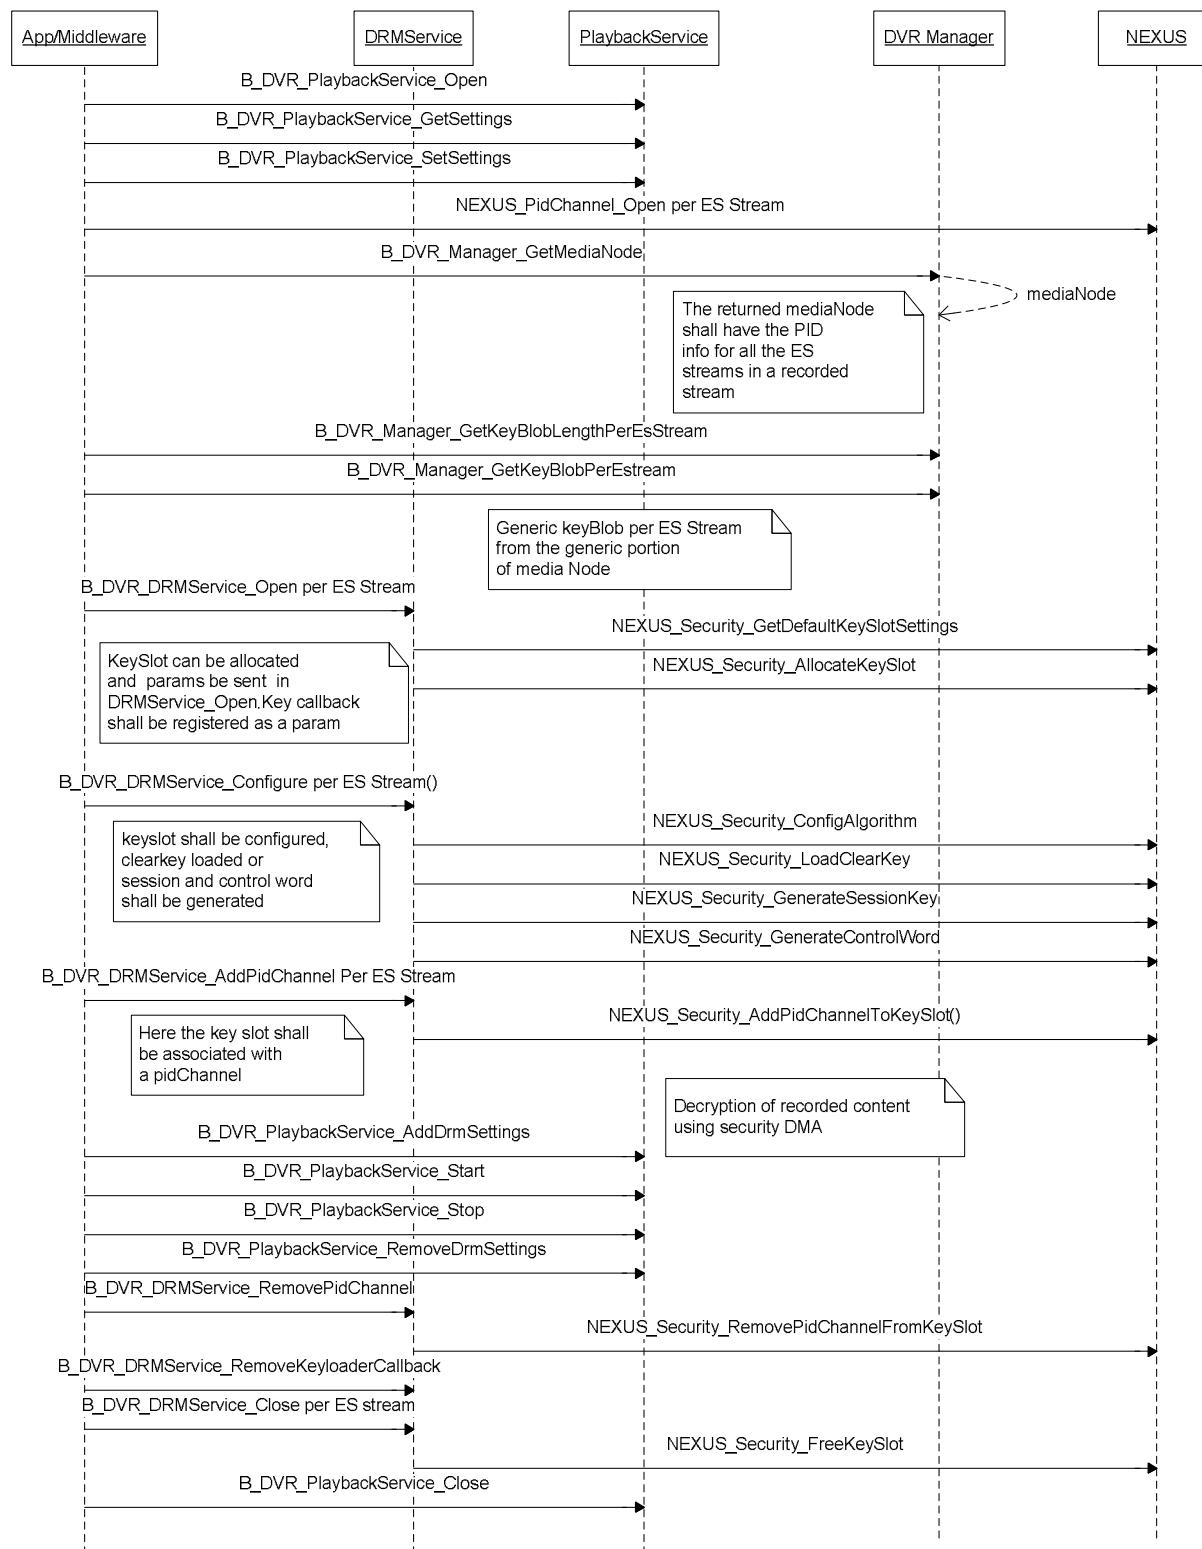 App/Middleware
DRMService
PlaybackService
DVR Manager
NEXUS
B_DVR_PlaybackService_Open
B_DVR_PlaybackService_GetSettings
B_DVR_PlaybackService_SetSettings
NEXUS_PidChannel_Open per ES Stream
B_DVR_Manager_GetMediaNode
mediaNode
The returned mediaNode
shall have the PID
info for all the ES
streams in a recorded
stream
B_DVR_Manager_GetKeyBlobLengthPerEsStream
B_DVR_Manager_GetKeyBlobPerEstream
Generic keyBlob per ES Stream
from the generic portion
of media Node
B_DVR_DRMService_Open per ES Stream
NEXUS_Security_GetDefaultKeySlotSettings
NEXUS_Security_AllocateKeySlot
KeySlot can be allocated
and  params be sent  in
DRMService_Open.Key callback
shall be registered as a param
B_DVR_DRMService_Configure per ES Stream()
NEXUS_Security_ConfigAlgorithm
keyslot shall be configured,
clearkey loaded or
session and control word
shall be generated
NEXUS_Security_LoadClearKey
NEXUS_Security_GenerateSessionKey
NEXUS_Security_GenerateControlWord
B_DVR_DRMService_AddPidChannel Per ES Stream
NEXUS_Security_AddPidChannelToKeySlot()
Here the key slot shall
be associated with
a pidChannel
Decryption of recorded content
using security DMA
B_DVR_PlaybackService_AddDrmSettings
B_DVR_PlaybackService_Start
B_DVR_PlaybackService_Stop
B_DVR_PlaybackService_RemoveDrmSettings
B_DVR_DRMService_RemovePidChannel
NEXUS_Security_RemovePidChannelFromKeySlot
B_DVR_DRMService_RemoveKeyloaderCallback
B_DVR_DRMService_Close per ES stream
NEXUS_Security_FreeKeySlot
B_DVR_PlaybackService_Close